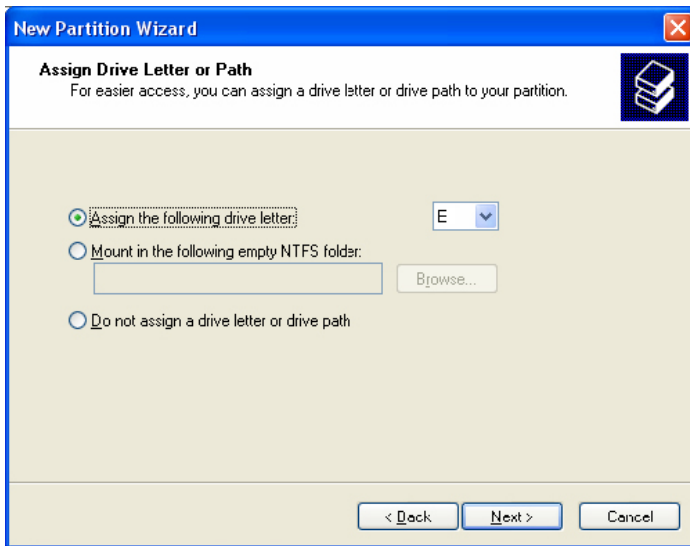 New Partition Wizard
Assign Drive Letter or Path
For easier access, you can assign a drive letter or drive path to your partition.
Assign the following drive letter: E
Mount in the following empty NTFS folder:
Browse...
Do not assign a drive letter or drive path
< Back Next > Cancel